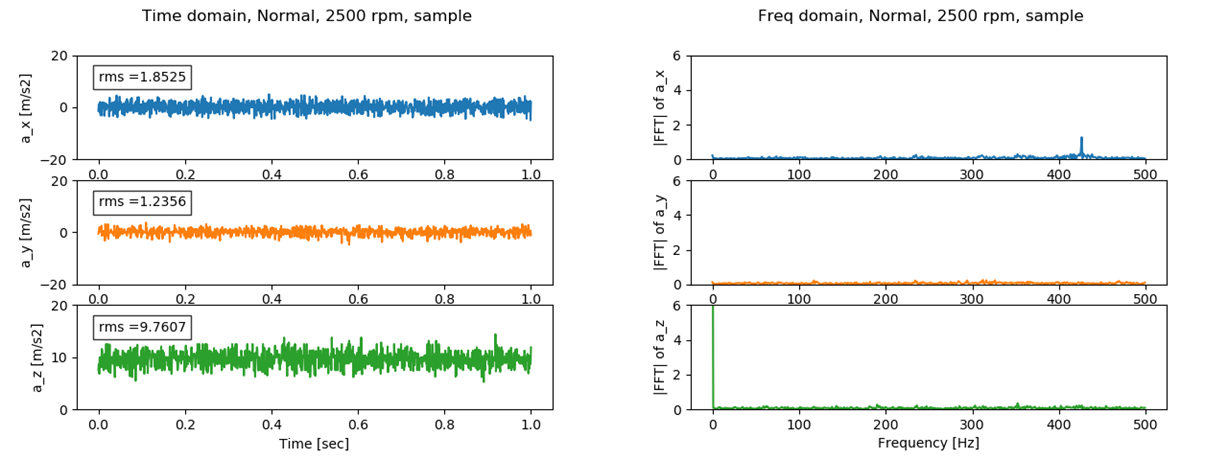 Time domain, Normal, 2500 rpm, sample
20
0
−20
a_x [m/s2]
rms =1.8525
0.0 0.2 0.4 0.6 0.8 1.0
20
0
−20
a_y [m/s2]
rms =1.2356
0.0 0.2 0.4 0.6 0.8 1.0
20
10
0
a_z [m/s2]
rms =9.7607
0.0 0.2 0.4 0.6 0.8 1.0
Time [sec]
Freq domain, Normal, 2500 rpm, sample
6
4
2
0
|FFT| of a_x
0 100 200 300 400 500
6
4
2
0
|FFT| of a_y
0 100 200 300 400 500
6
4
2
0
|FFT| of a_z
0 100 200 300 400 500
Frequency [Hz]